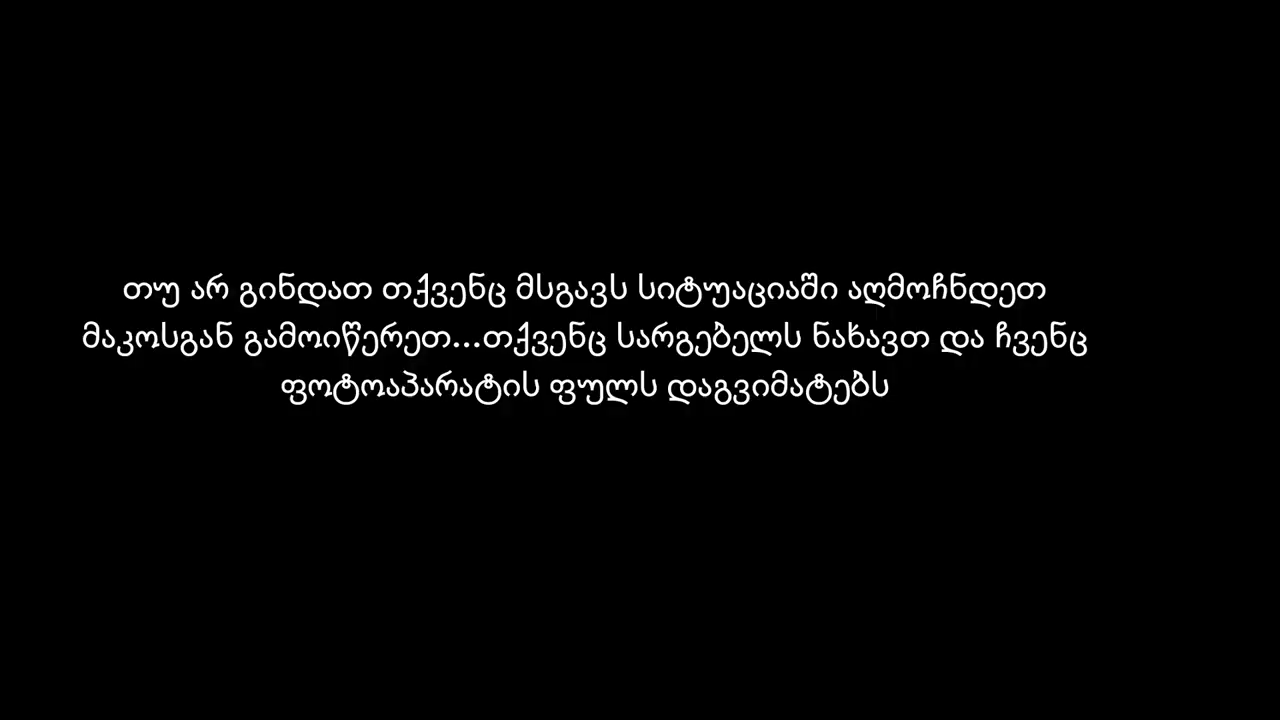 თუ არ გინდათ თქვენც მსგავს სიტუაციაში აღმოჩნდეთ
მაკოსგან გამოიწერეთ...თქვენც სარგებელს ნახავთ და ჩვენც
ფოტოაპარატის ფულს დაგვიმატებს